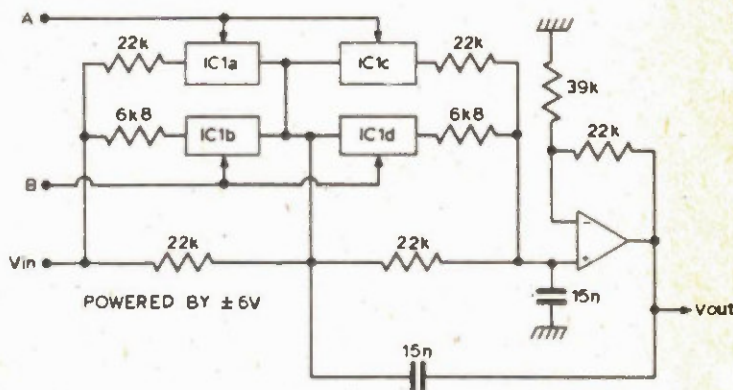 A
22k
IC1a
IC1c
22k
39k
6k8
IC1b
IC1d
6k8
22k
B
Vin
22k
22k
-
+
POWERED BY ± 6V
15n
Vout
15n